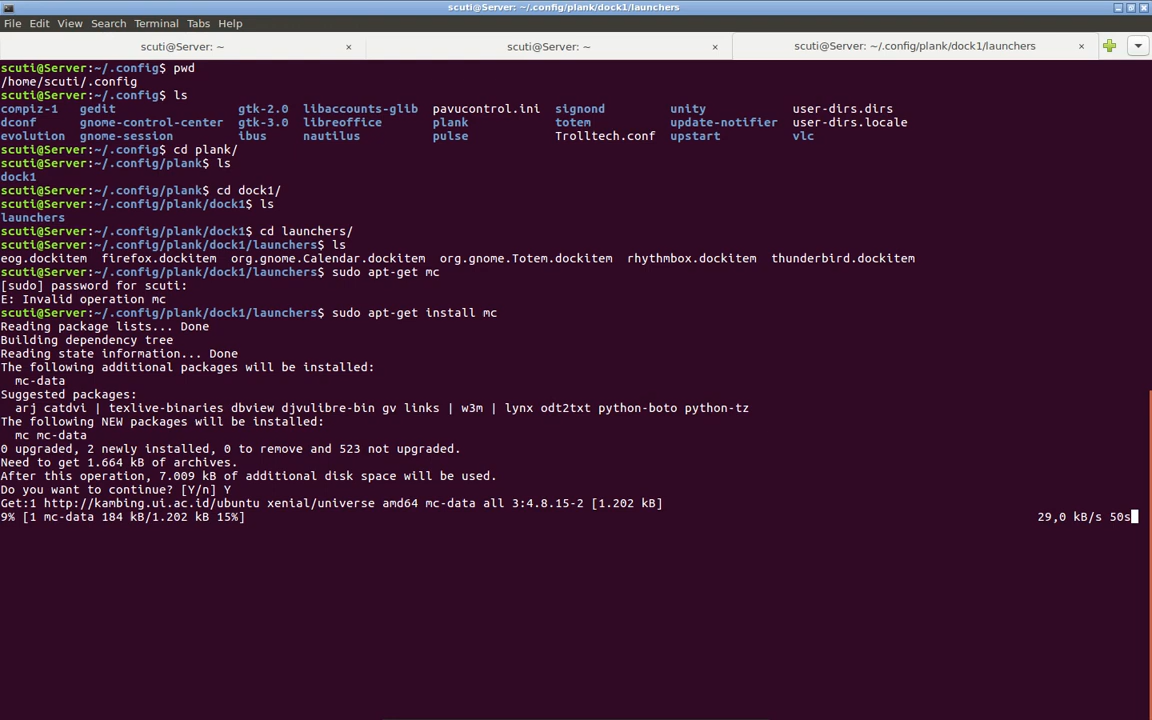 scuti@Server: ~/.config/plank/dock1/launchers
File Edit View Search Terminal Tabs Help
scuti@Server: ~ × scuti@Server: ~ × scuti@Server: ~/.config/plank/dock1/launchers ×
scuti@Server:~/.config$ pwd
/home/scuti/.config
scuti@Server:~/.config$ ls
compiz-1 gedit gtk-2.0 libaccounts-glib pavucontrol.ini signond unity user-dirs.dirs
dconf gnome-control-center gtk-3.0 libreoffice plank totem update-notifier user-dirs.locale
evolution gnome-session ibus nautilus pulse Trolltech.conf upstart vlc
scuti@Server:~/.config$ cd plank/
scuti@Server:~/.config/plank$ ls
dock1
scuti@Server:~/.config/plank$ cd dock1/
scuti@Server:~/.config/plank/dock1$ ls
launchers
scuti@Server:~/.config/plank/dock1$ cd launchers/
scuti@Server:~/.config/plank/dock1/launchers$ ls
eog.dockitem firefox.dockitem org.gnome.Calendar.dockitem org.gnome.Totem.dockitem rhythmbox.dockitem thunderbird.dockitem
scuti@Server:~/.config/plank/dock1/launchers$ sudo apt-get mc
[sudo] password for scuti:
E: Invalid operation mc
scuti@Server:~/.config/plank/dock1/launchers$ sudo apt-get install mc
Reading package lists... Done
Building dependency tree
Reading state information... Done
The following additional packages will be installed:
mc-data
Suggested packages:
arj catdvi | texlive-binaries dbview djvulibre-bin gv links | w3m | lynx odt2txt python-boto python-tz
The following NEW packages will be installed:
mc mc-data
0 upgraded, 2 newly installed, 0 to remove and 523 not upgraded.
Need to get 1.664 kB of archives.
After this operation, 7.009 kB of additional disk space will be used.
Do you want to continue? [Y/n] Y
Get:1 http://kambing.ui.ac.id/ubuntu xenial/universe amd64 mc-data all 3:4.8.15-2 [1.202 kB]
9% [1 mc-data 184 kB/1.202 kB 15%] 29,0 kB/s 50s